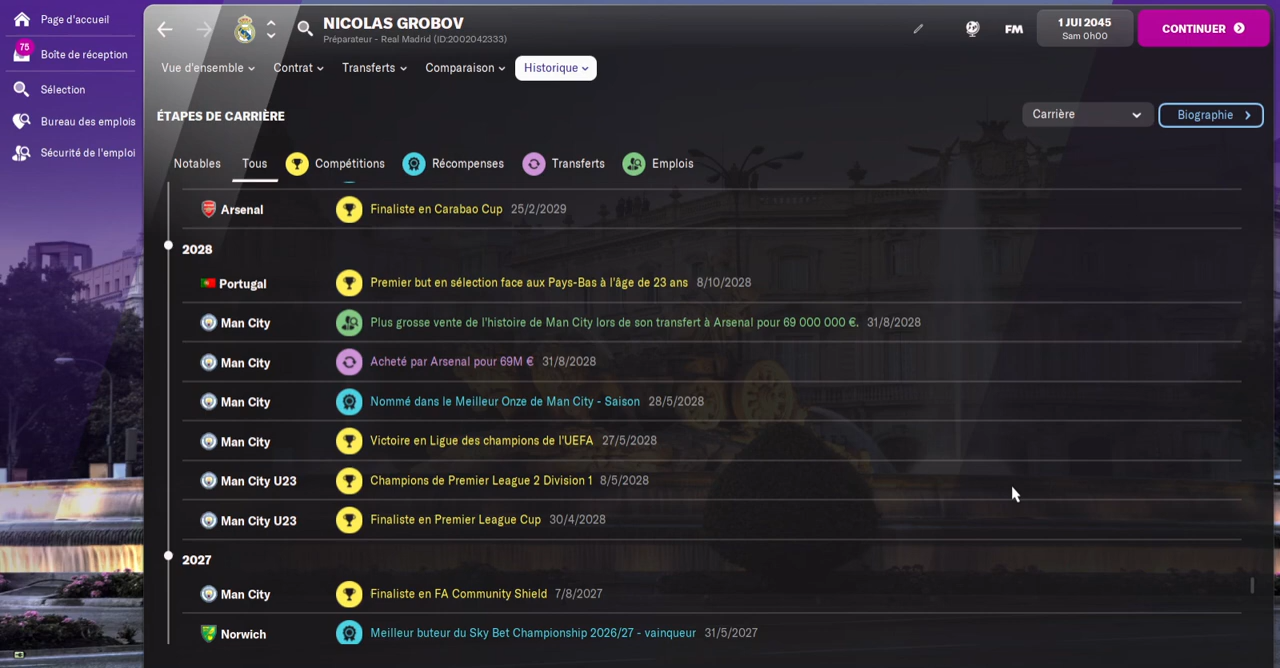 Page d'accueil
75
Boîte de réception
Sélection
Bureau des emplois
Sécurité de l'emploi
NICOLAS GROBOV
Préparateur - Real Madrid (ID:2002042333)
FM
1 JUI 2045
Sam 0h00
CONTINUER
Vue d'ensemble
Contrat
Transferts
Comparaison
Historique
ÉTAPES DE CARRIÈRE
Carrière
Biographie
Notables
Tous
Compétitions
Récompenses
Transferts
Emplois
Arsenal Finaliste en Carabao Cup 25/2/2029
2028
Portugal Premier but en sélection face aux Pays-Bas à l'âge de 23 ans 8/10/2028
Man City Plus grosse vente de l'histoire de Man City lors de son transfert à Arsenal pour 69 000 000 €. 31/8/2028
Man City Acheté par Arsenal pour 69M € 31/8/2028
Man City Nommé dans le Meilleur Onze de Man City - Saison 28/5/2028
Man City Victoire en Ligue des champions de l'UEFA 27/5/2028
Man City U23 Champions de Premier League 2 Division 1 8/5/2028
Man City U23 Finaliste en Premier League Cup 30/4/2028
2027
Man City Finaliste en FA Community Shield 7/8/2027
Norwich Meilleur buteur du Sky Bet Championship 2026/27 - vainqueur 31/5/2027